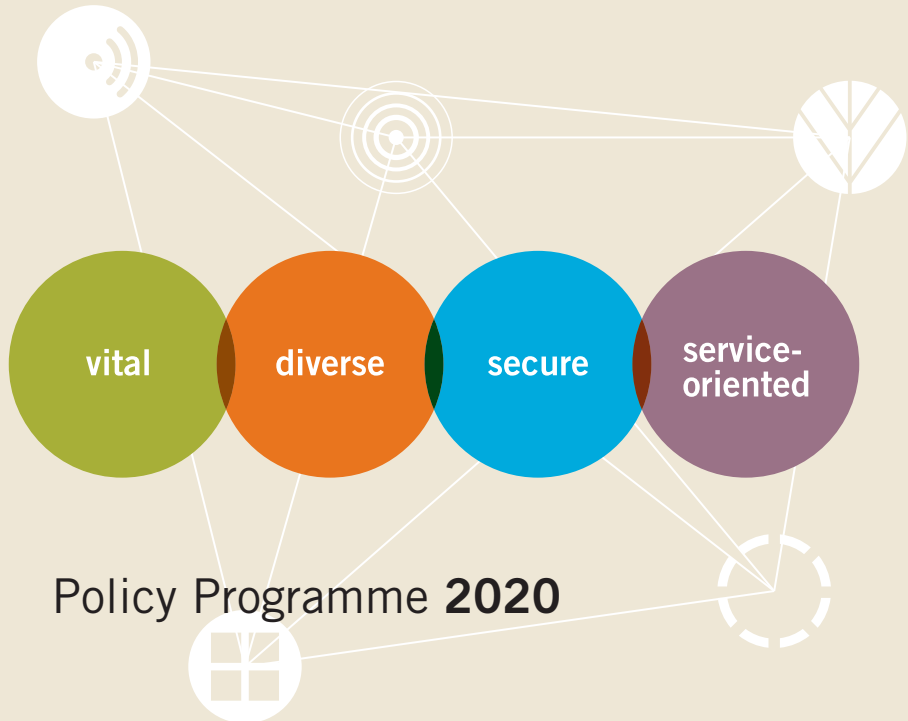 vital
diverse
secure
service-
oriented
Policy Programme 2020